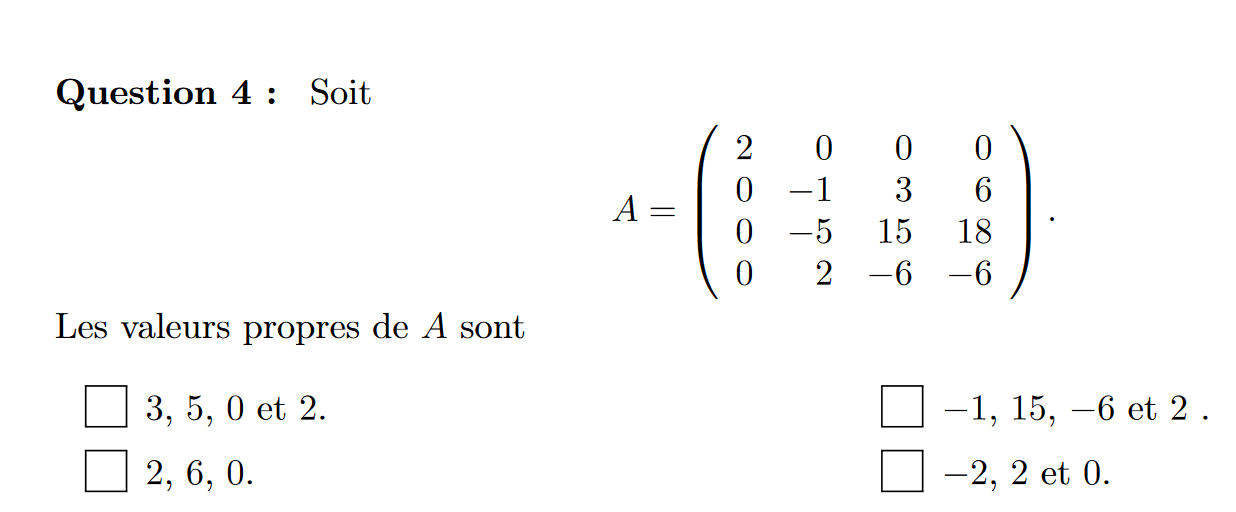 Question 4 : Soit
2 0 0 0
0 −1 3 6
A = 0 −5 15 18 .
0 2 −6 −6
Les valeurs propres de A sont
3, 5, 0 et 2. −1, 15, −6 et 2 .
2, 6, 0. −2, 2 et 0.